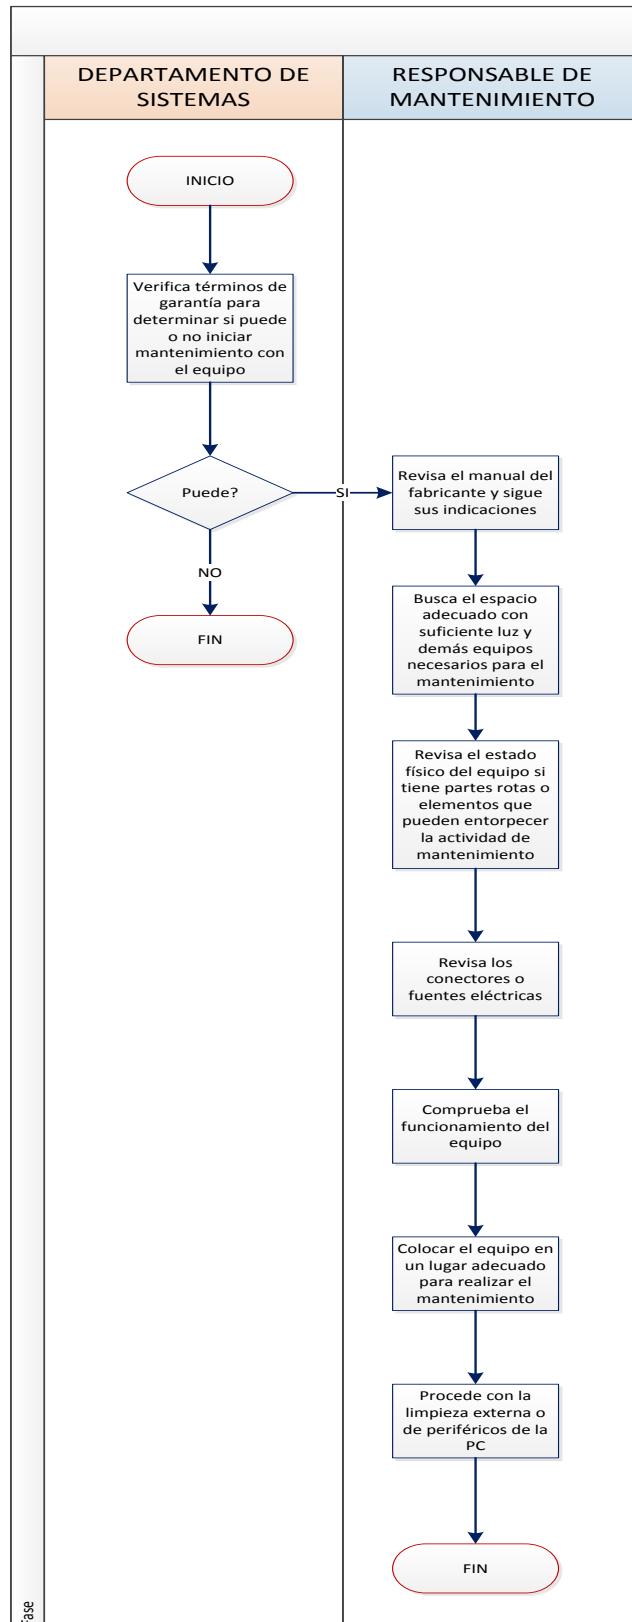 DEPARTAMENTO DE
SISTEMAS
RESPONSABLE DE
MANTENIMIENTO
INICIO
Verifica términos de
garantía para
determinar si puede
o no iniciar
mantenimiento con
el equipo
Puede?
SI
NO
FIN
Revisa el manual del
fabricante y sigue
sus indicaciones
Busca el espacio
adecuado con
suficiente luz y
demás equipos
necesarios para el
mantenimiento
Revisa el estado
físico del equipo si
tiene partes rotas o
elementos que
pueden entorpecer
la actividad de
mantenimiento
Revisa los
conectores o
fuentes eléctricas
Comprueba el
funcionamiento del
equipo
Colocar el equipo en
un lugar adecuado
para realizar el
mantenimiento
Procede con la
limpieza externa o
de periféricos de la
PC
FIN
Fase